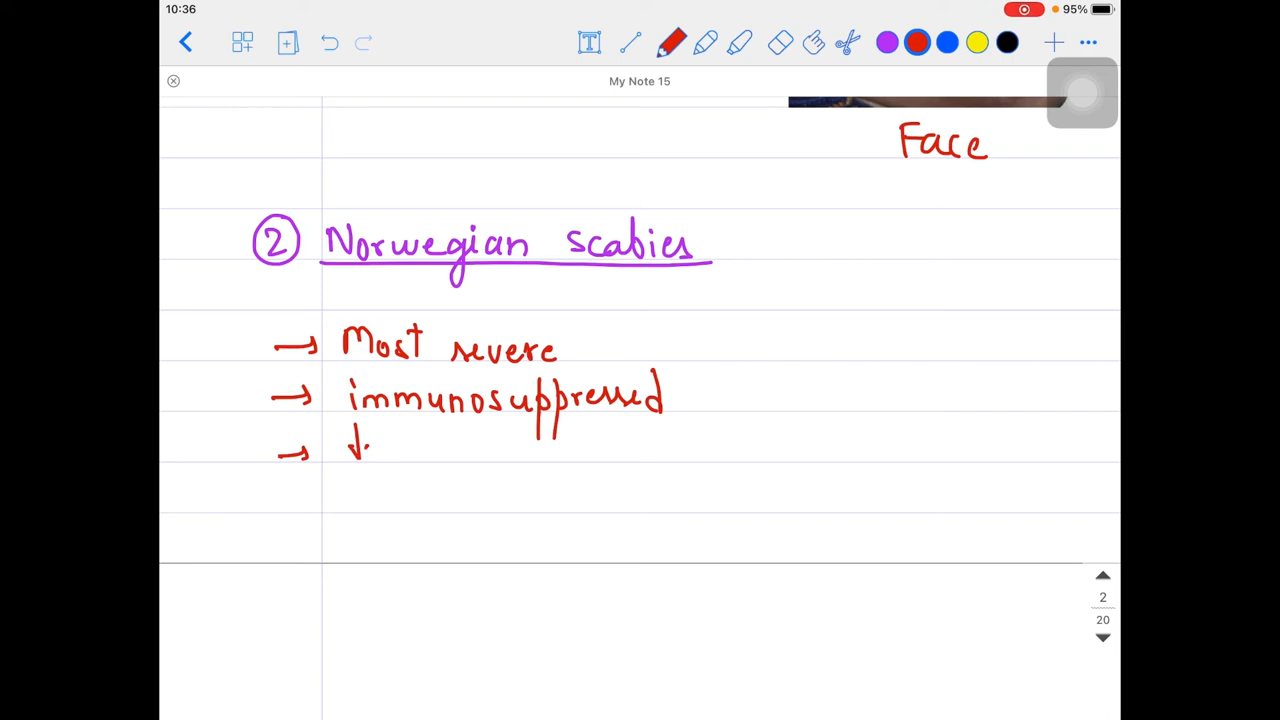 10:36
95%
T
My Note 15
Face
② Norwegian scabies
→ Most severe
→ immunosuppressed
→ ↓
2
20